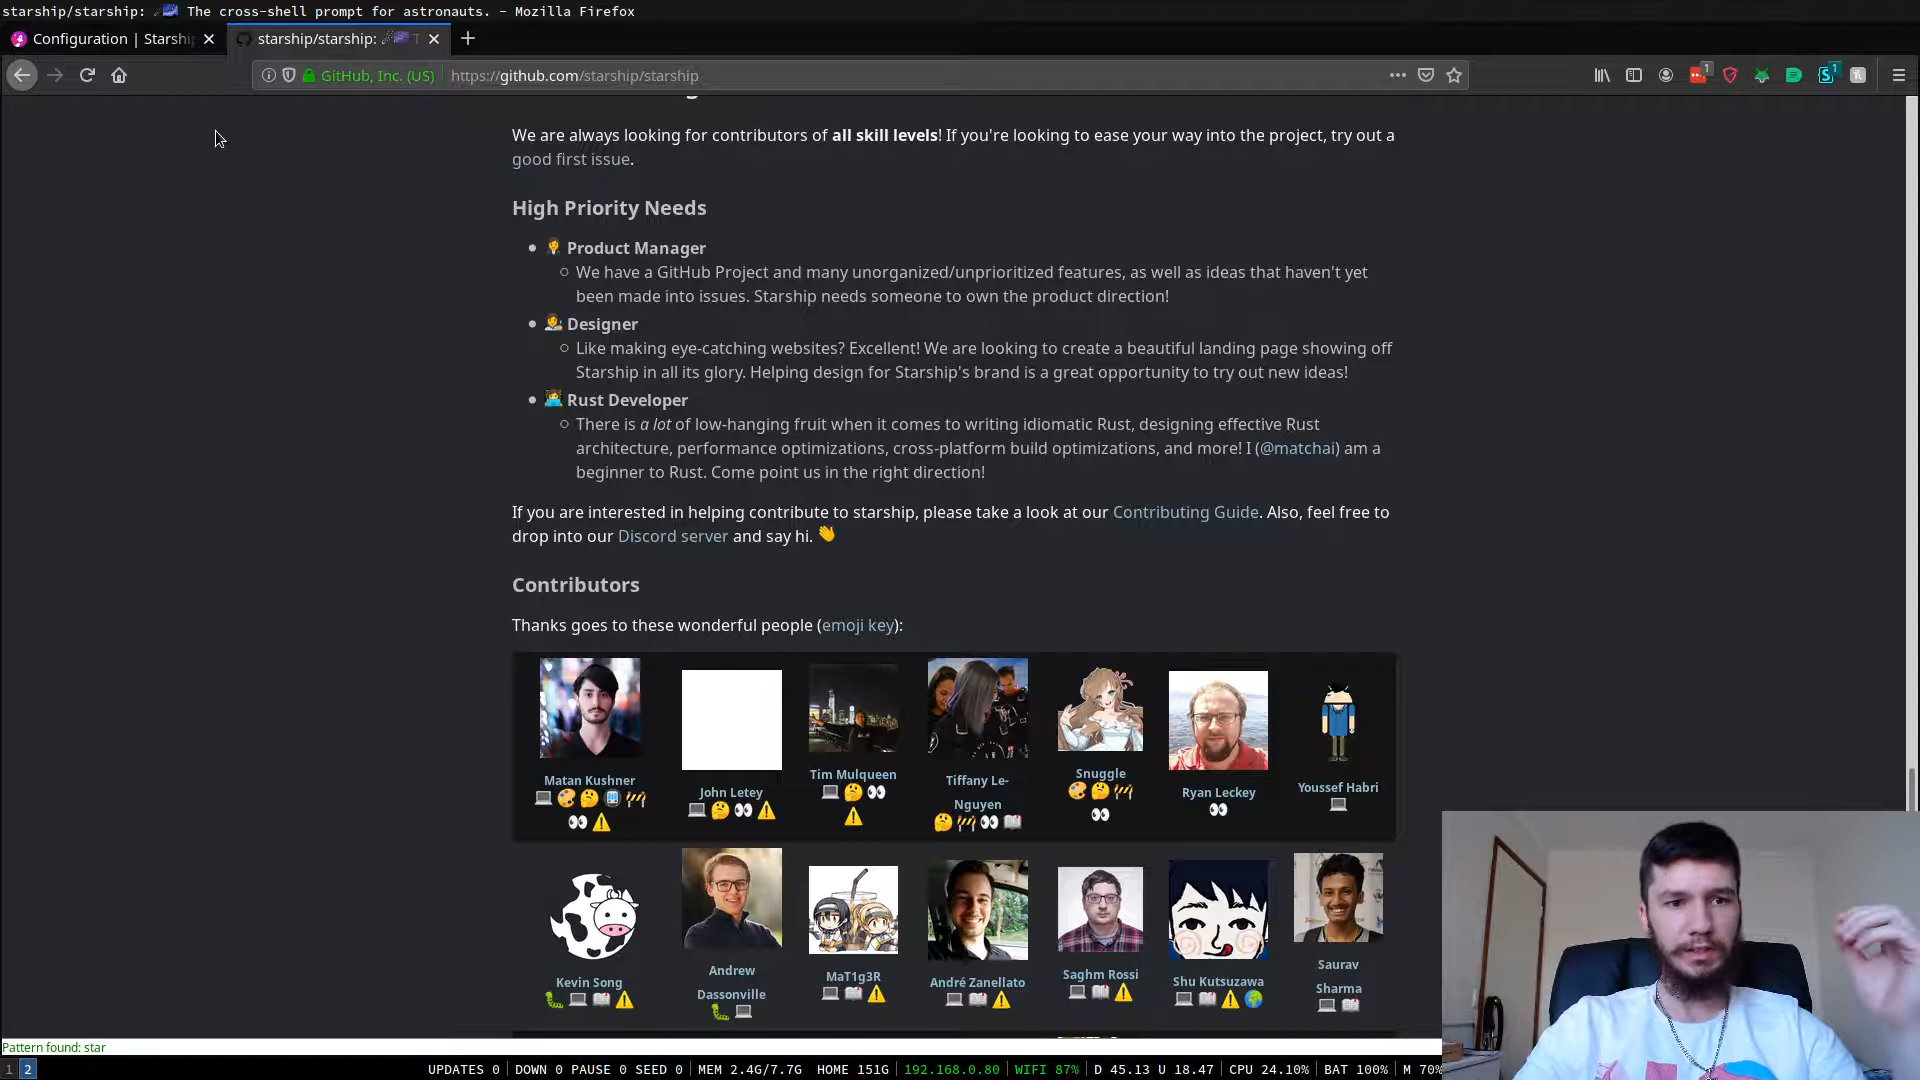 starship/starship: ☄🌌 The cross-shell prompt for astronauts. - Mozilla Firefox
Configuration | Starshi
starship/starship: ☄🌌 T
GitHub, Inc. (US)
https://github.com/starship/starship
1
1
We are always looking for contributors of all skill levels! If you're looking to ease your way into the project, try out a
good first issue.
High Priority Needs
Product Manager
We have a GitHub Project and many unorganized/unprioritized features, as well as ideas that haven't yet
been made into issues. Starship needs someone to own the product direction!
Designer
Like making eye-catching websites? Excellent! We are looking to create a beautiful landing page showing off
Starship in all its glory. Helping design for Starship's brand is a great opportunity to try out new ideas!
Rust Developer
There is a lot of low-hanging fruit when it comes to writing idiomatic Rust, designing effective Rust
architecture, performance optimizations, cross-platform build optimizations, and more! I (@matchai) am a
beginner to Rust. Come point us in the right direction!
If you are interested in helping contribute to starship, please take a look at our Contributing Guide. Also, feel free to
drop into our Discord server and say hi. 👋
Contributors
Thanks goes to these wonderful people (emoji key):
Matan Kushner
John Letey
Tim Mulqueen
Tiffany Le-
Nguyen
Snuggle
Ryan Leckey
Youssef Habri
Kevin Song
Andrew
Dassonville
MaT1g3R
André Zanellato
Saghm Rossi
Shu Kutsuzawa
Saurav
Sharma
Pattern found: star
1 2
UPDATES 0 | DOWN 0 PAUSE 0 SEED 0 | MEM 2.4G/7.7G | HOME 151G | 192.168.0.80 | WIFI 87% | D 45.13 U 18.47 | CPU 24.10% | BAT 100% | M 70%